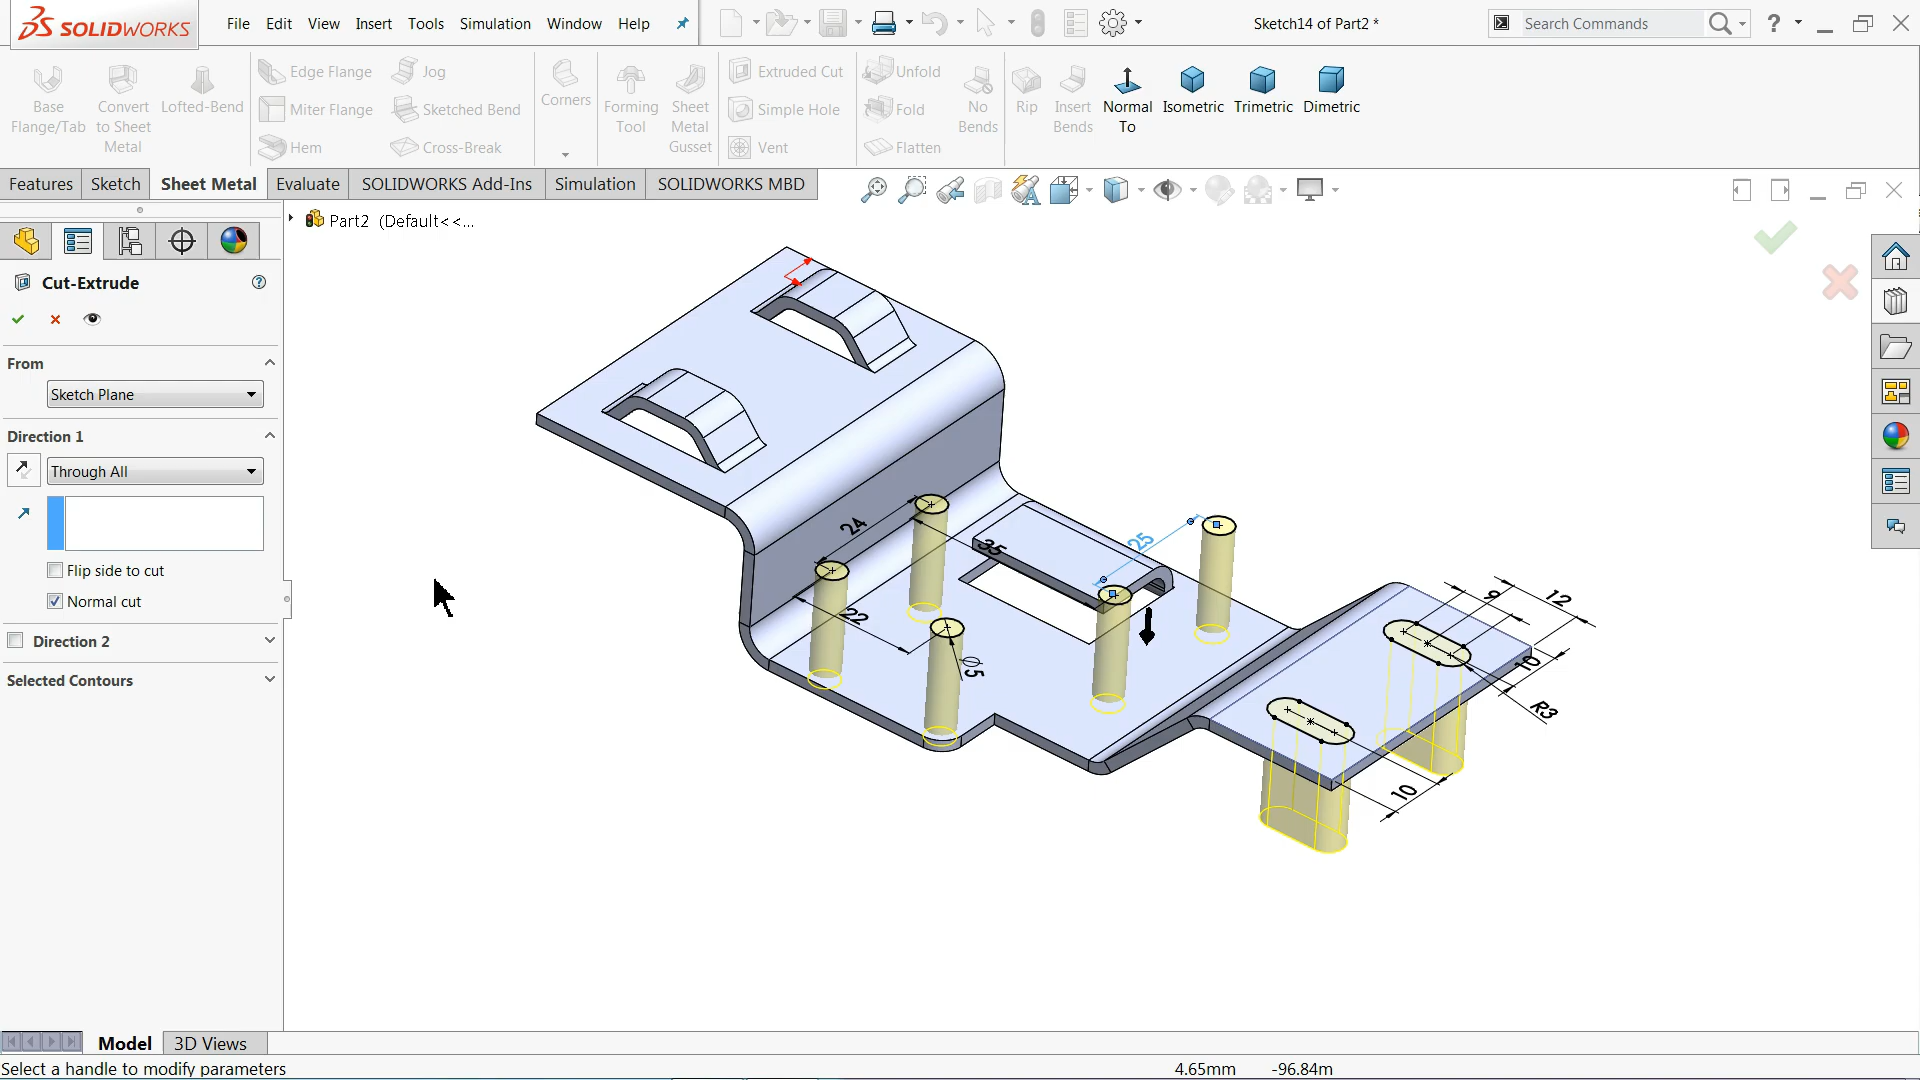 SOLIDWORKS
File Edit View Insert Tools Simulation Window Help
Sketch14 of Part2 *
Search Commands
?
Base Flange/Tab
Convert to Sheet Metal
Lofted-Bend
Edge Flange
Miter Flange
Hem
Jog
Sketched Bend
Cross-Break
Corners
Forming Tool
Sheet Metal Gusset
Extruded Cut
Simple Hole
Vent
Unfold
Fold
Flatten
No Bends
Rip
Insert Bends
Normal To
Isometric
Trimetric
Dimetric
Features Sketch Sheet Metal Evaluate SOLIDWORKS Add-Ins Simulation SOLIDWORKS MBD
Part2 (Default<<...
Cut-Extrude
?
From
Sketch Plane
Direction 1
Through All
Flip side to cut
Normal cut
Direction 2
Selected Contours
24
35
25
22
⌀5
9
12
10
R3
10
Model 3D Views
Select a handle to modify parameters
4.65mm -96.84m